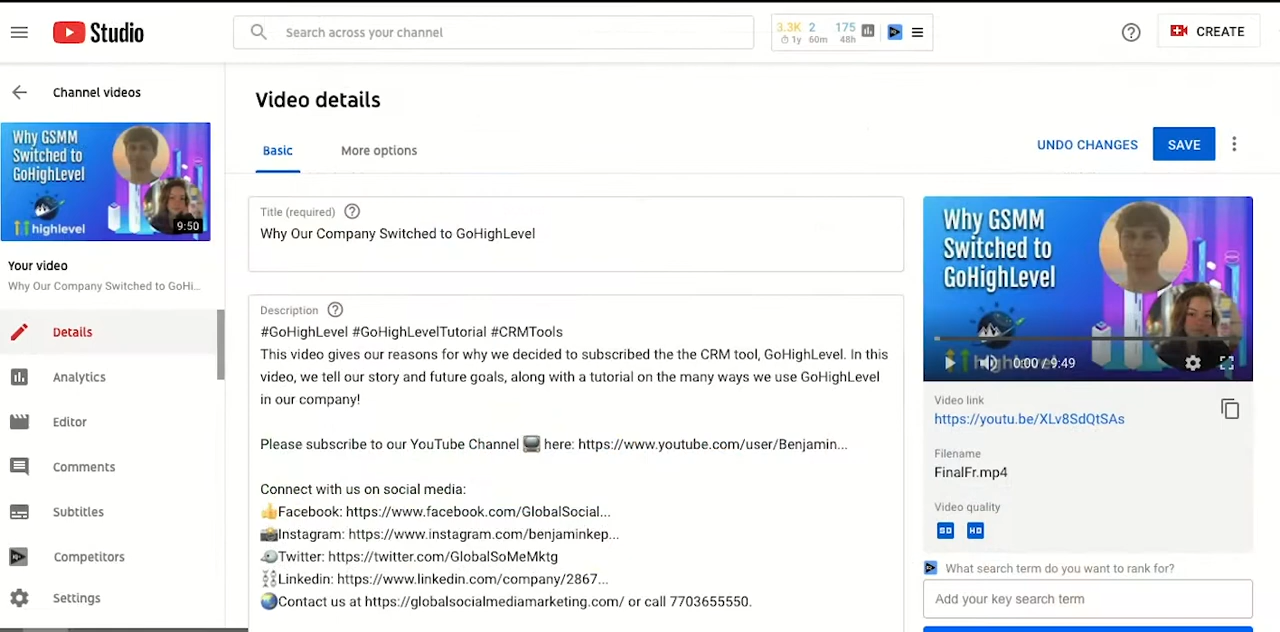 Studio
Search across your channel
3.3K 2 175
1y 60m 48h
CREATE
Channel videos
Why GSMM
Switched to
GoHighLevel
highlevel
9:50
Your video
Why Our Company Switched to GoHi...
Details
Analytics
Editor
Comments
Subtitles
Competitors
Settings
Video details
Basic
More options
UNDO CHANGES
SAVE
Title (required)
Why Our Company Switched to GoHighLevel
Description
#GoHighLevel #GoHighLevelTutorial #CRMTools
This video gives our reasons for why we decided to subscribed the the CRM tool, GoHighLevel. In this
video, we tell our story and future goals, along with a tutorial on the many ways we use GoHighLevel
in our company!
Please subscribe to our YouTube Channel 🖥️ here: https://www.youtube.com/user/Benjamin...
Connect with us on social media:
👍Facebook: https://www.facebook.com/GlobalSocial...
📸Instagram: https://www.instagram.com/benjaminkep...
Twitter: https://twitter.com/GlobalSoMeMktg
⛓Linkedin: https://www.linkedin.com/company/2867...
🌏Contact us at https://globalsocialmediamarketing.com/ or call 7703655550.
Why GSMM
Switched to
GoHighLevel
highlevel
0:00 / 9:49
Video link
https://youtu.be/XLv8SdQtSAs
Filename
FinalFr.mp4
Video quality
SD HD
What search term do you want to rank for?
Add your key search term